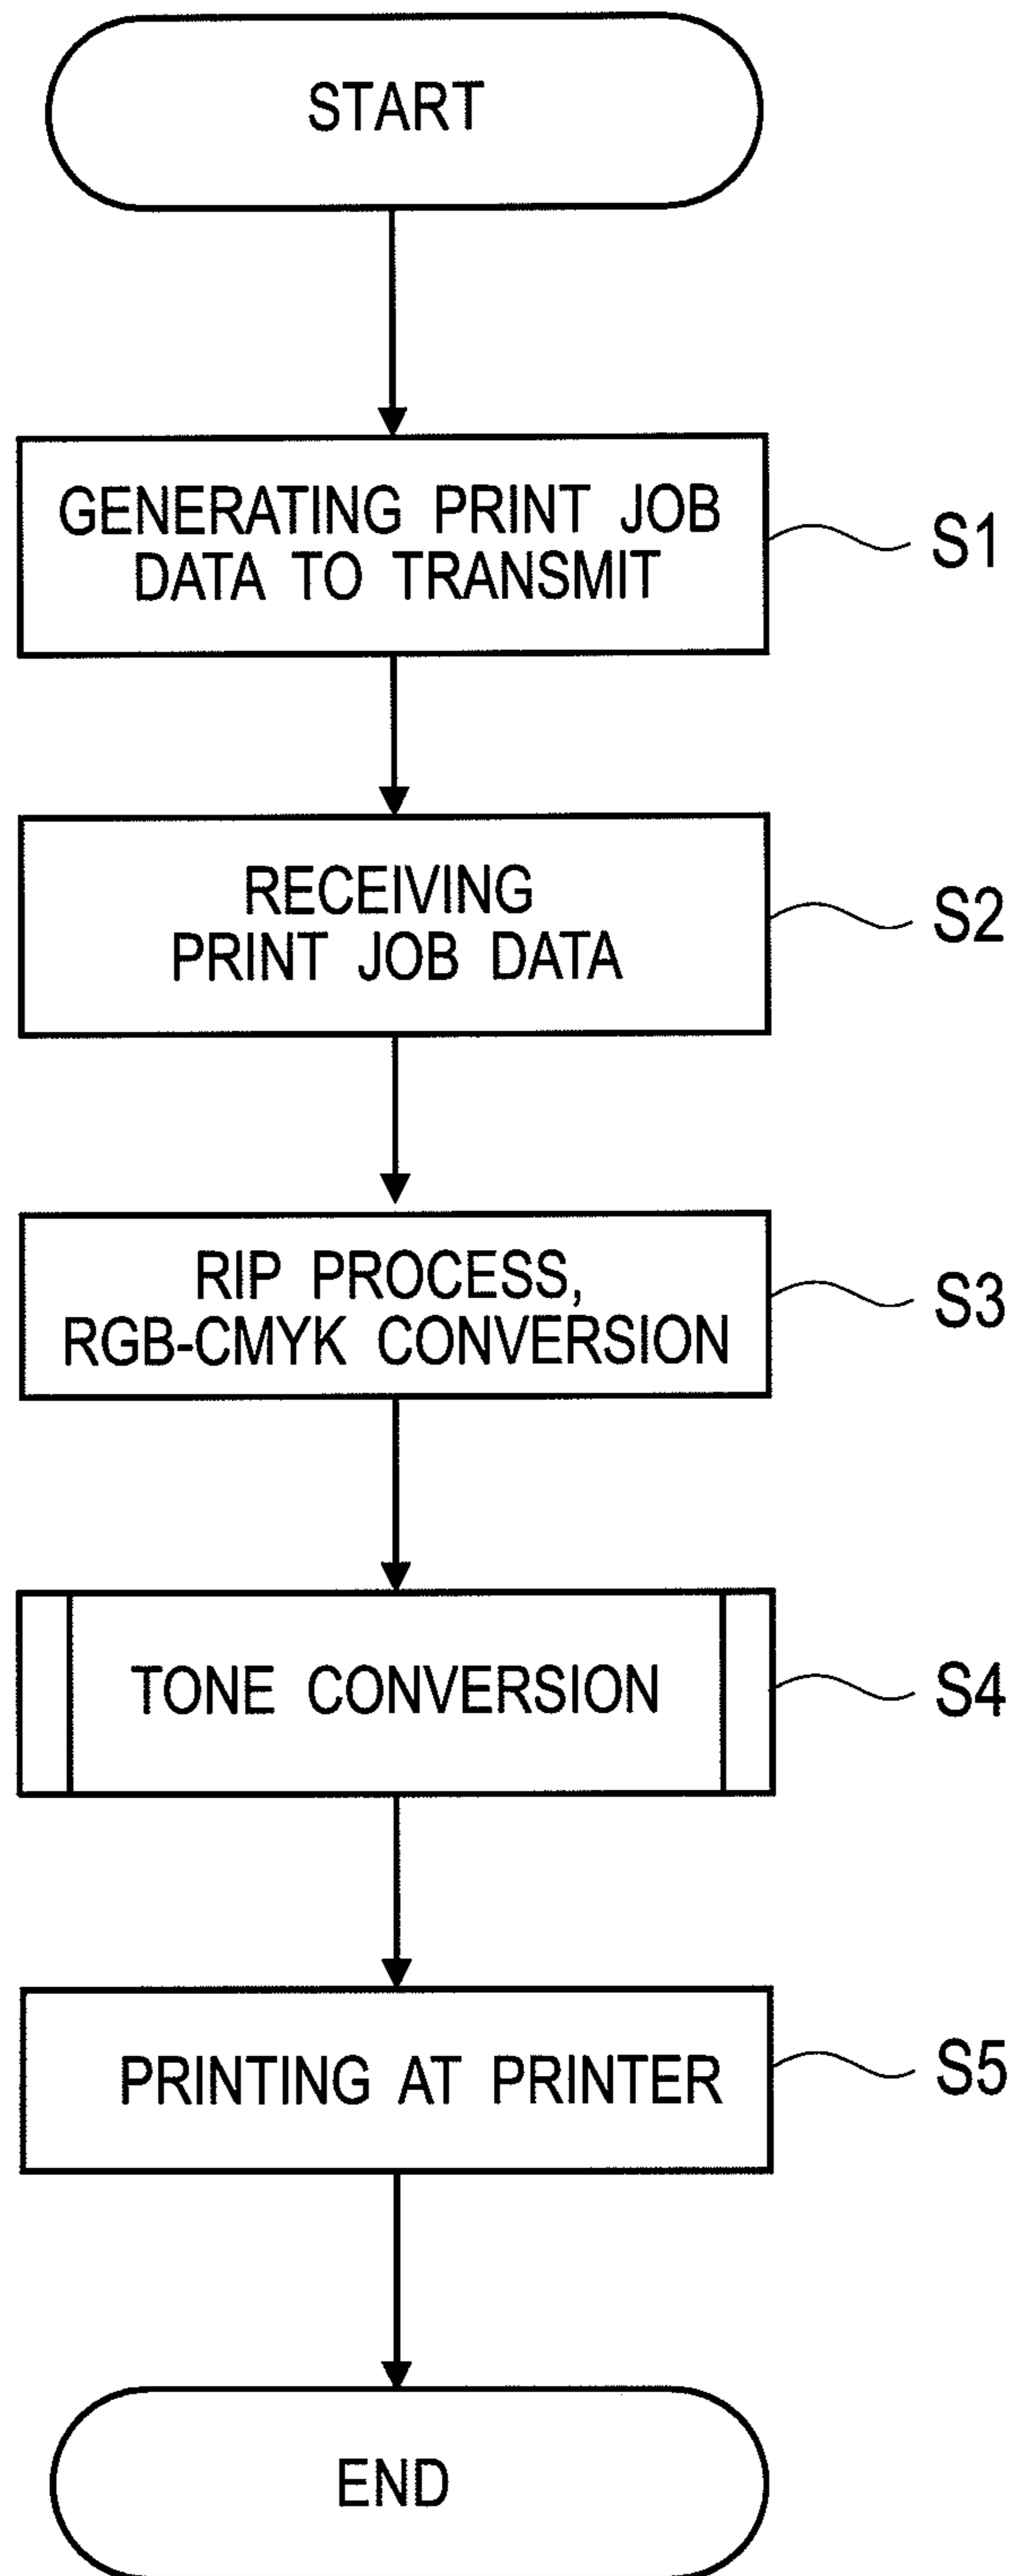 START
GENERATING PRINT JOB
DATA TO TRANSMIT
S1
RECEIVING
PRINT JOB DATA
S2
RIP PROCESS,
RGB-CMYK CONVERSION
S3
TONE CONVERSION
S4
PRINTING AT PRINTER
S5
END